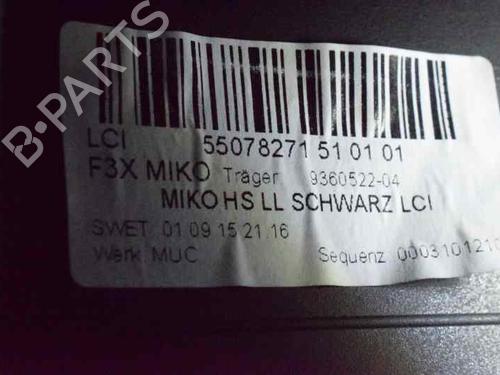 B-PARTS
LCI 55078271 51 01 01
F3X MIKO Träger 9360522-04
MIKO HS LL SCHWARZ LCI
SWET 01 09 15 21 16
Werk MUC Sequenz 0003101210